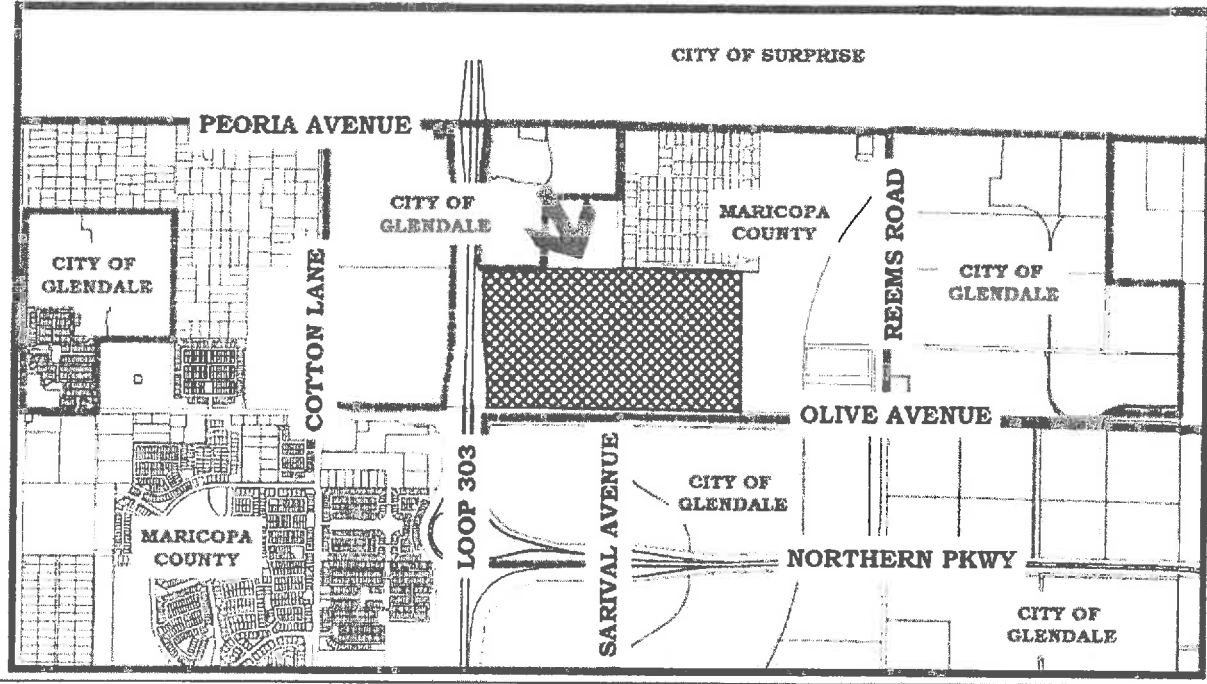 CITY OF SURPRISE
PEORIA AVENUE
CITY OF
GLENDALE
MARICOPA
COUNTY
REEMS ROAD
CITY OF
GLENDALE
CITY OF
GLENDALE
COTTON LANE
OLIVE AVENUE
LOOP 303
SARIVAL AVENUE
CITY OF
GLENDALE
MARICOPA
COUNTY
NORTHERN PKWY
CITY OF
GLENDALE